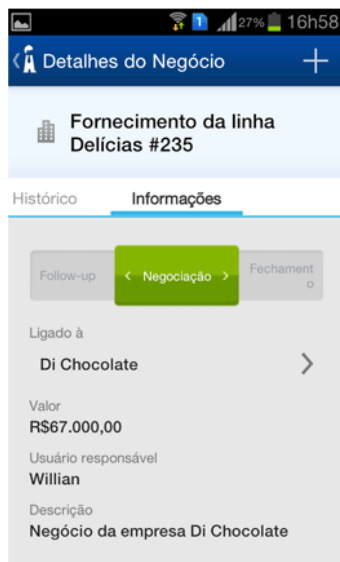 1 27% 16h58
Detalhes do Negócio
Fornecimento da linha
Delícias #235
Histórico Informações
Follow-up < Negociação > Fechament
o
Ligado à
Di Chocolate
Valor
R$67.000,00
Usuário responsável
Willian
Descrição
Negócio da empresa Di Chocolate